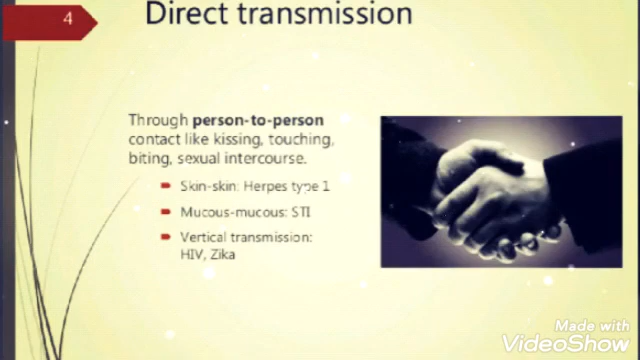 4
Direct transmission
Through person-to-person
contact like kissing, touching,
biting, sexual intercourse.
Skin-skin: Herpes type 1
Mucous-mucous: STI
Vertical transmission:
HIV, Zika
Made with
VideoShow